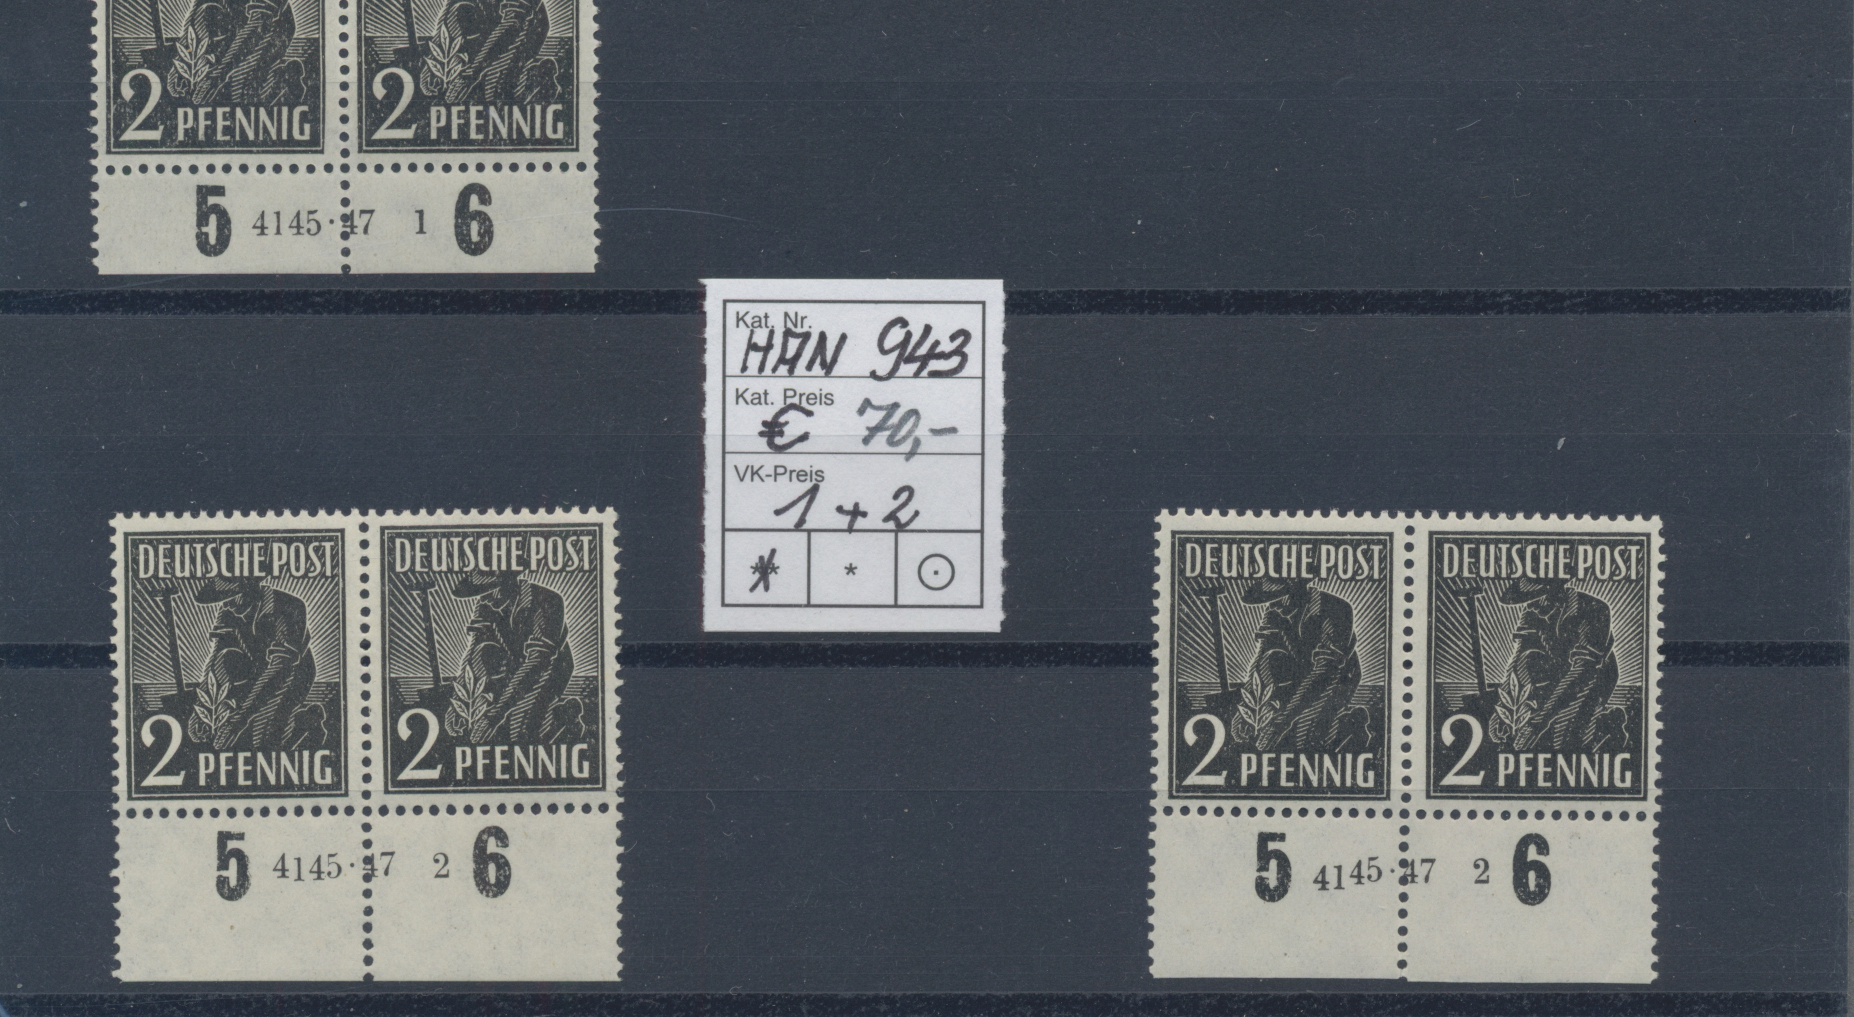 2 PFENNIG 2 PFENNIG
5 4145·47 1 6
Kat. Nr.
HAN 943
Kat. Preis
€ 70,-
VK-Preis
1 + 2
** * ⊙
DEUTSCHE POST DEUTSCHE POST
2 PFENNIG 2 PFENNIG
5 4145·47 2 6
DEUTSCHE POST DEUTSCHE POST
2 PFENNIG 2 PFENNIG
5 4145·47 2 6